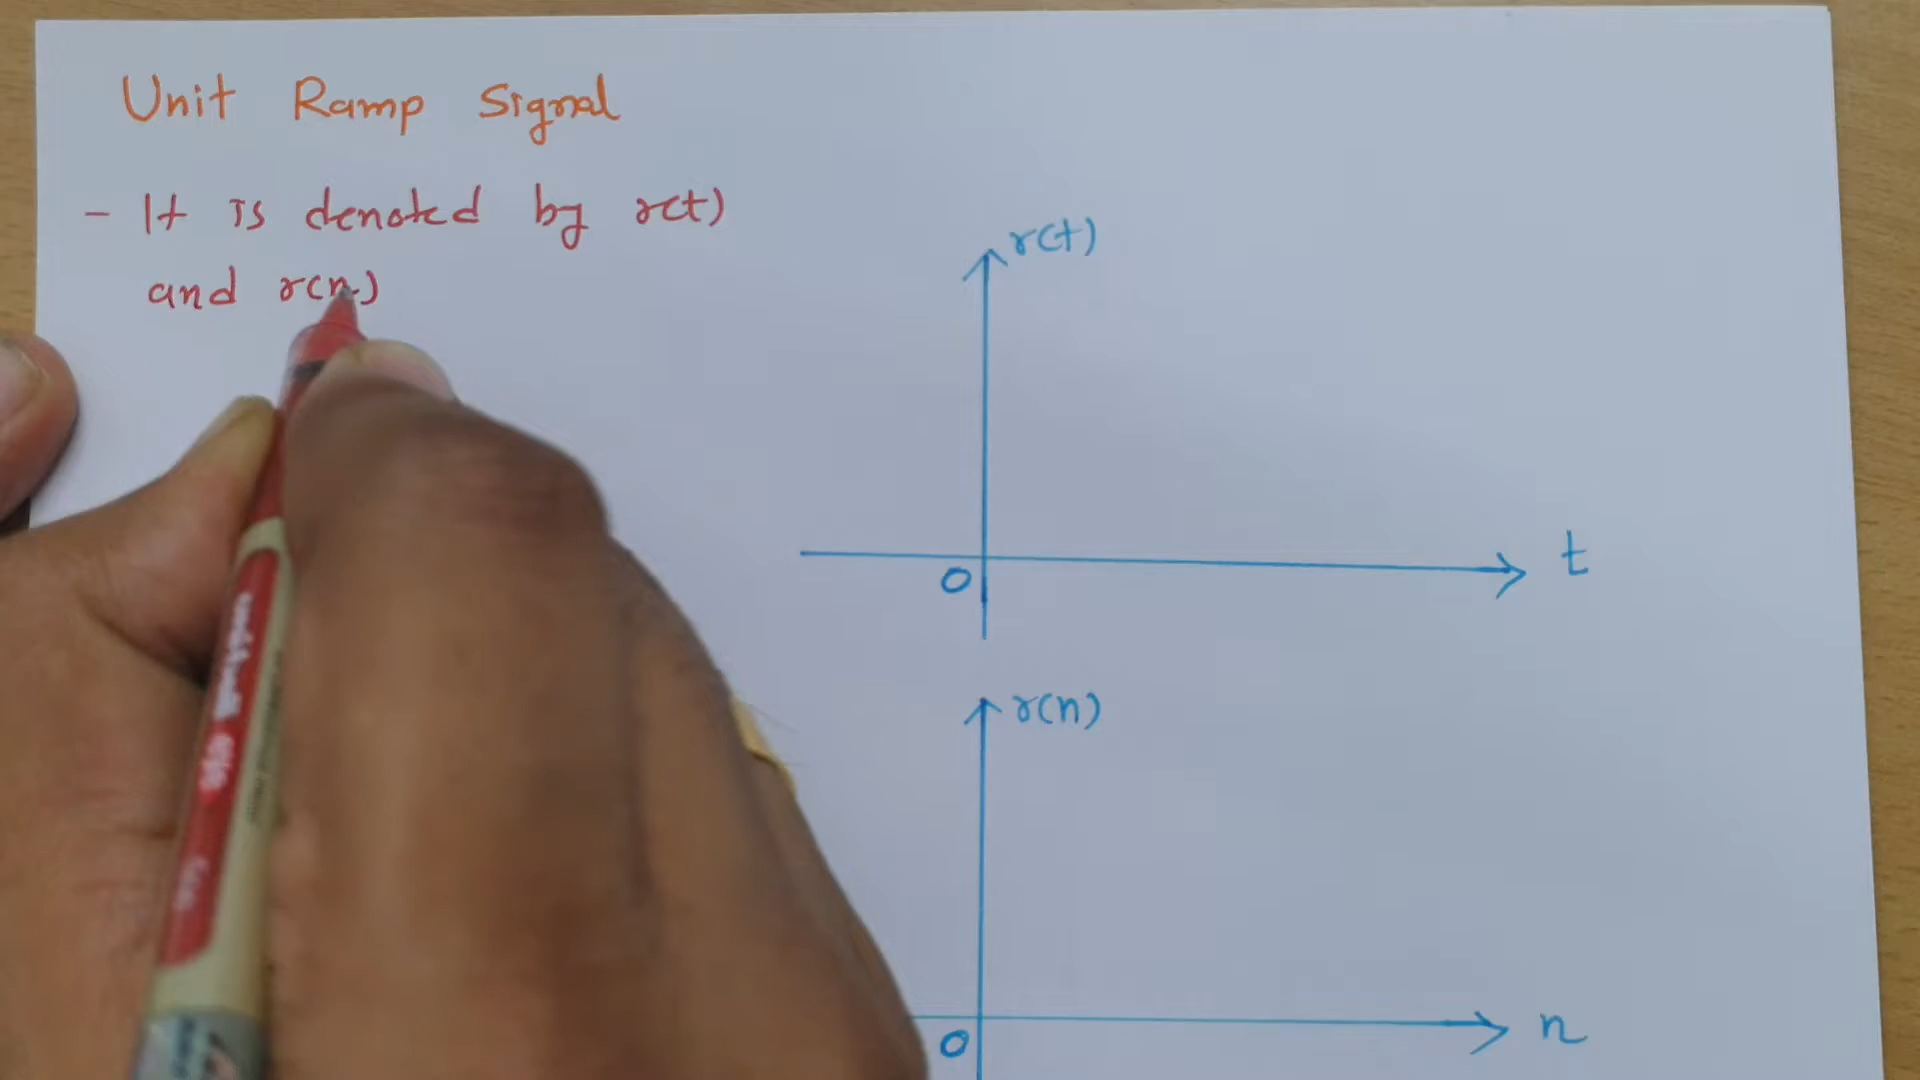 Unit Ramp Signal
- It is denoted by r(t)
and r(n)
r(t)
t
0
r(n)
n
0